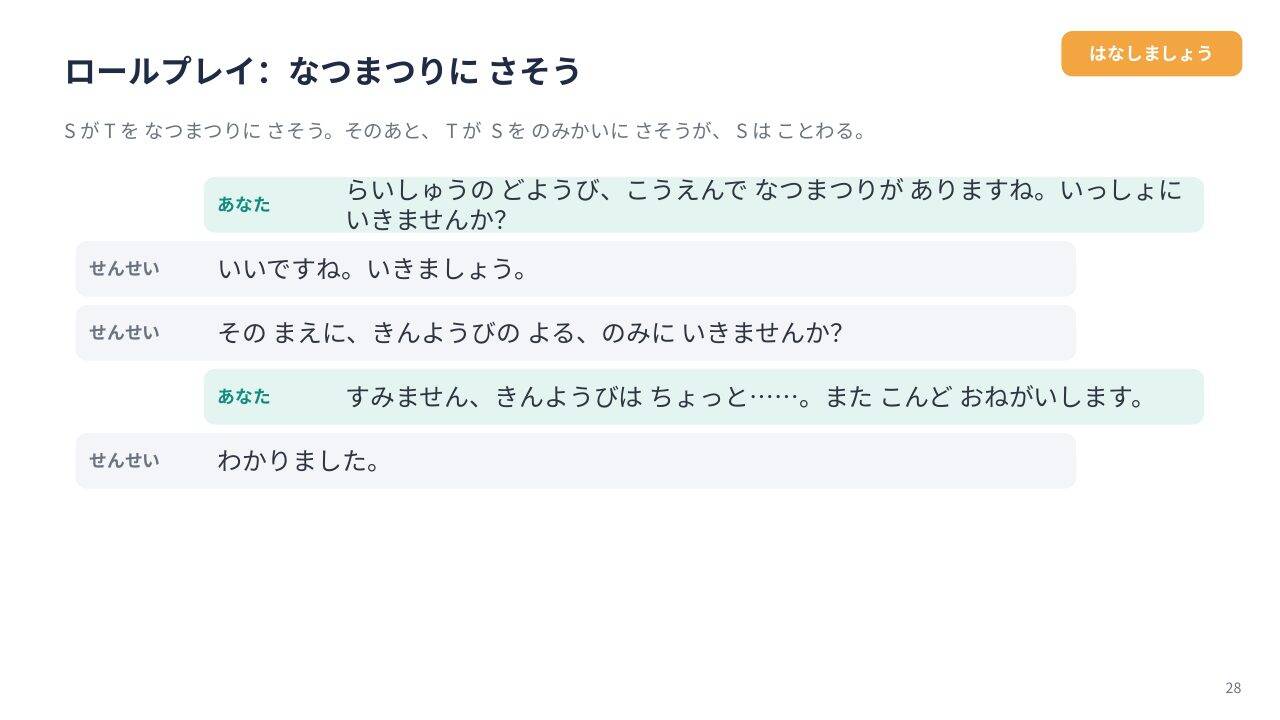 はなしましょう
ロールプレイ：なつまつりに さそう
S が T を なつまつりに さそう。そのあと、 T が S を のみかいに さそうが、 S は ことわる。
あなた
らいしゅうの どようび、こうえんで なつまつりが ありますね。いっしょに
いきませんか?
せんせい
いいですね。いきましょう。
せんせい
その まえに、きんようびの よる、のみに いきませんか?
あなた
すみません、きんようびは ちょっと……。また こんど おねがいします。
せんせい
わかりました。
28